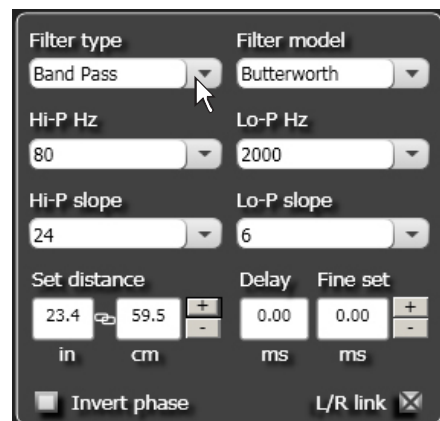 Filter type Filter model
Band Pass Butterworth
Hi-P Hz Lo-P Hz
80 2000
Hi-P slope Lo-P slope
24 6
Set distance Delay Fine set
23.4 59.5 + - 0.00 0.00 + -
in cm ms ms
Invert phase L/R link